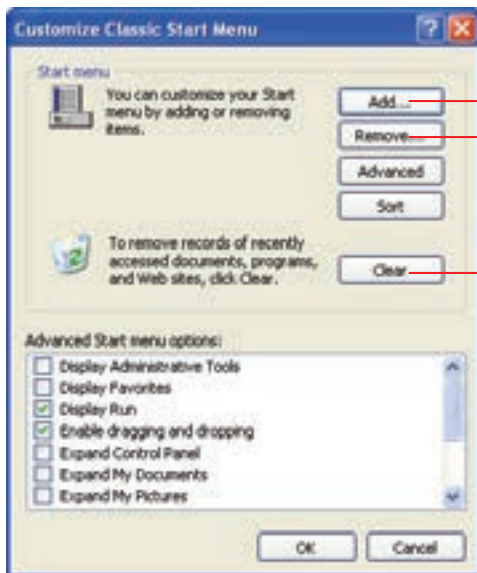 Customize Classic Start Menu
Start menu
You can customize your Start
menu by adding or removing
items.
Add...
Remove...
Advanced
Sort
To remove records of recently
accessed documents, programs,
and Web sites, click Clear.
Clear
Advanced Start menu options:
Display Administrative Tools
Display Favorites
Display Run
Enable dragging and dropping
Expand Control Panel
Expand My Documents
Expand My Pictures
OK
Cancel